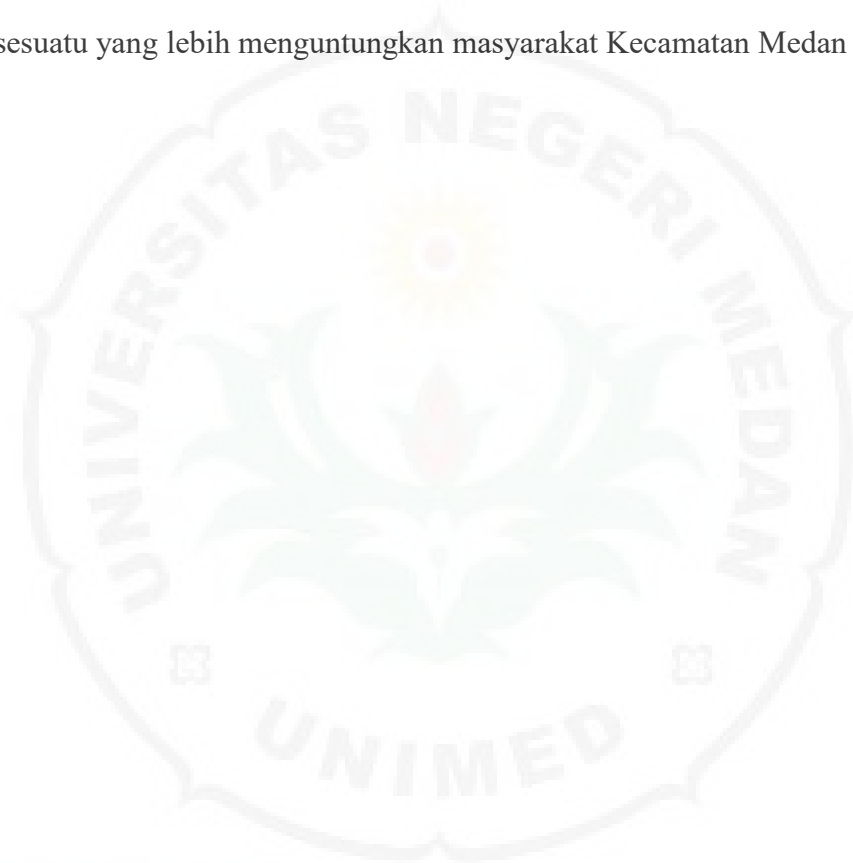 sesuatu yang lebih menguntungkan masyarakat Kecamatan Medan
UNIVERSITAS NEGERI MEDAN
UNIMED